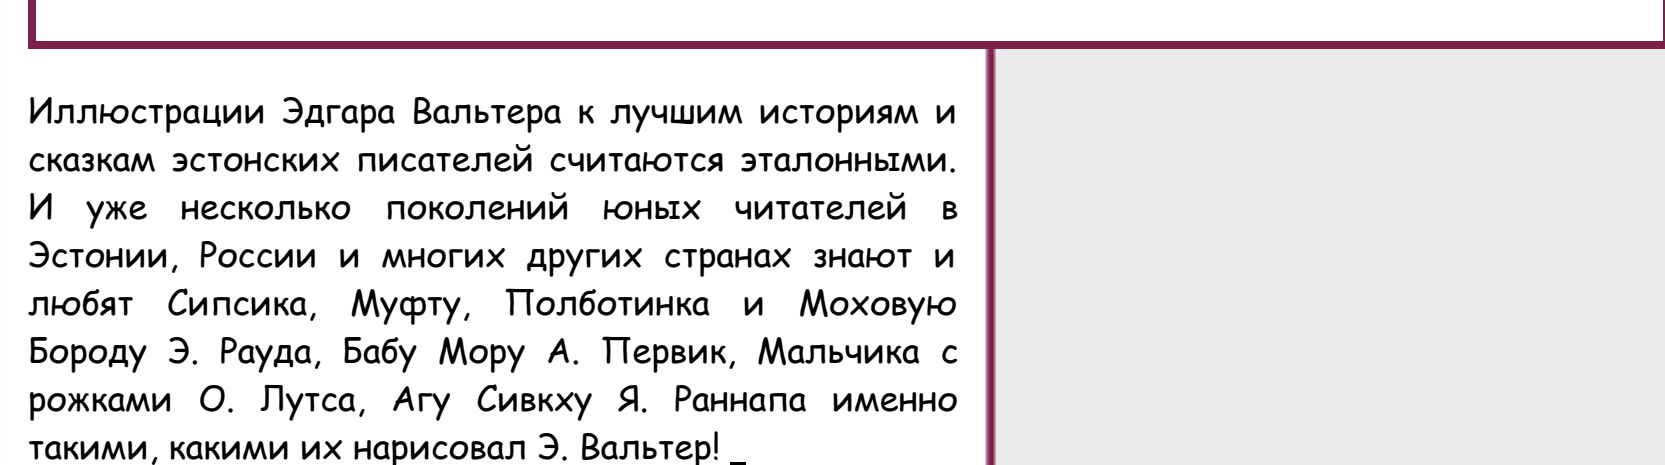 Иллюстрации Эдгара Вальтера к лучшим историям и
сказкам эстонских писателей считаются эталонными.
И уже несколько поколений юных читателей в
Эстонии, России и многих других странах знают и
любят Сипсика, Муфту, Полботинка и Моховую
Бороду Э. Рауда, Бабу Мору А. Первик, Мальчика с
рожками О. Лутса, Агу Сивкху Я. Раннапа именно
такими, какими их нарисовал Э. Вальтер!